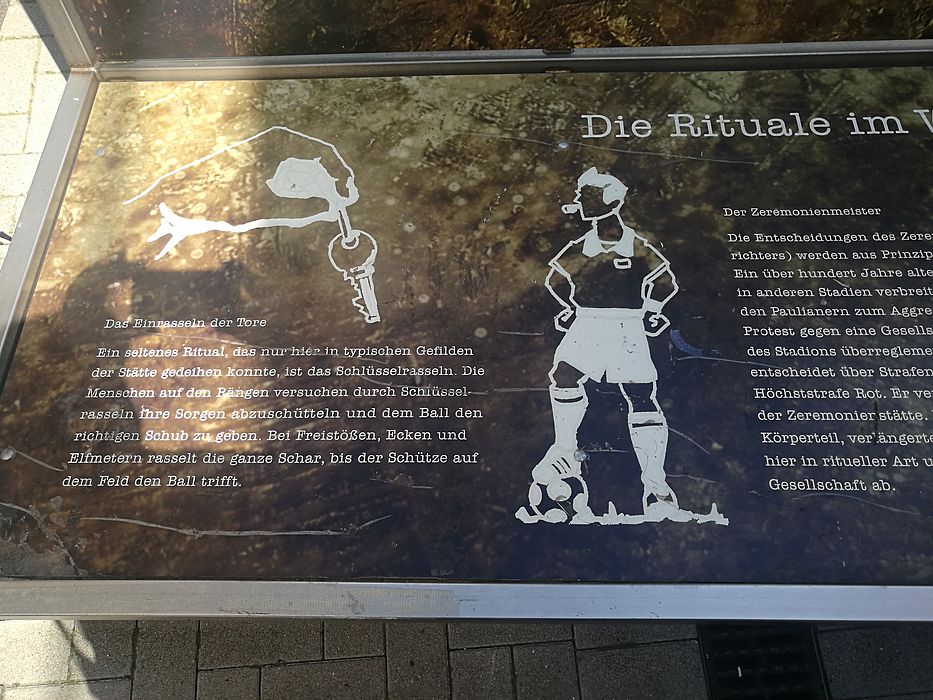 Die Rituale im
Das Einrasseln der Tore
Ein seltenes Ritual, das nur hier in typischen Gefilden
der Stätte gedeihen konnte, ist das Schlüsselrasseln. Die
Menschen auf den Rängen versuchen durch Schlüssel-
rasseln ihre Sorgen abzuschütteln und dem Ball den
richtigen Schub zu geben. Bei Freistößen, Ecken und
Elfmetern rasselt die ganze Schar, bis der Schütze auf
dem Feld den Ball trifft.
Der Zeremonienmeister
Die Entscheidungen des
richters) werden aus Prinzip
Ein über hundert Jahre alte
in anderen Stadien
den Paulianern zum
Protest gegen eine
des Stadions
entscheidet über Strafen
Höchststrafe Rot. Er
der Zeremonierstätte.
Körperteil,
hier in ritueller Art
Gesellschaft ab.